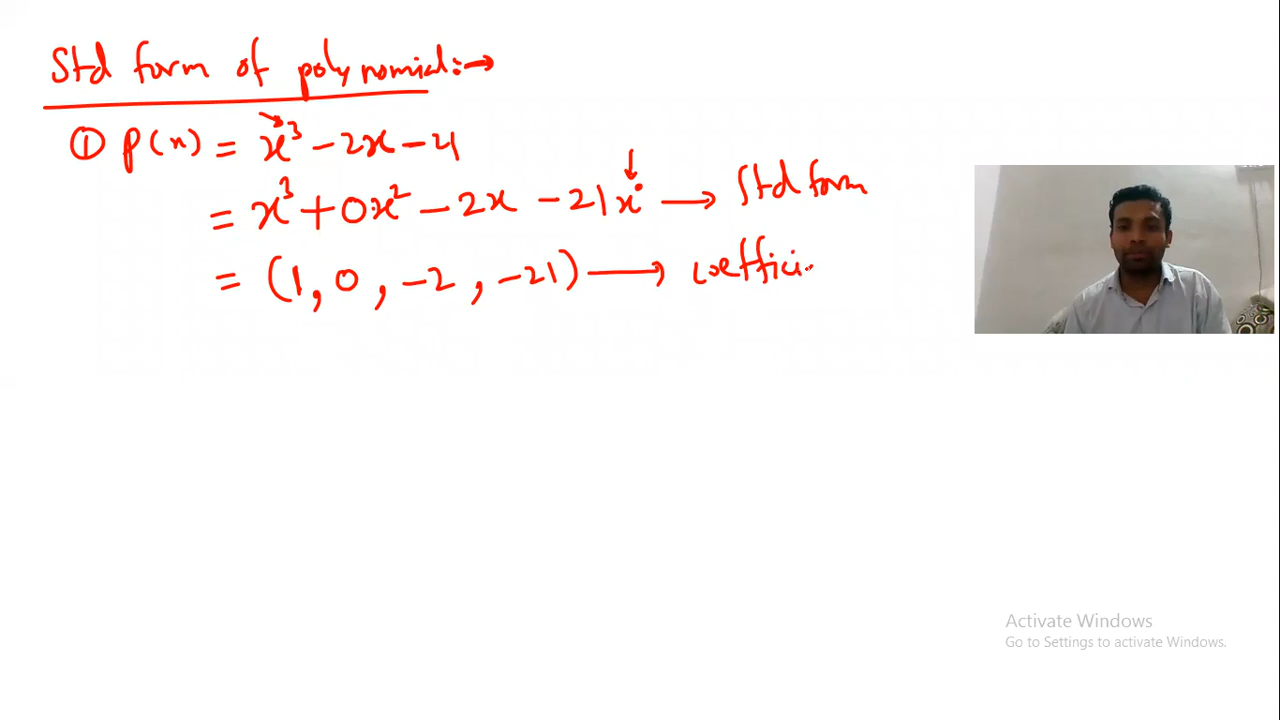 Std form of polynomial:→
① p(x) = x³ – 2x – 21
= x³ + 0x² – 2x – 21x⁰ → Std form
= (1, 0, –2, –21) → coeffici
Activate Windows
Go to Settings to activate Windows.